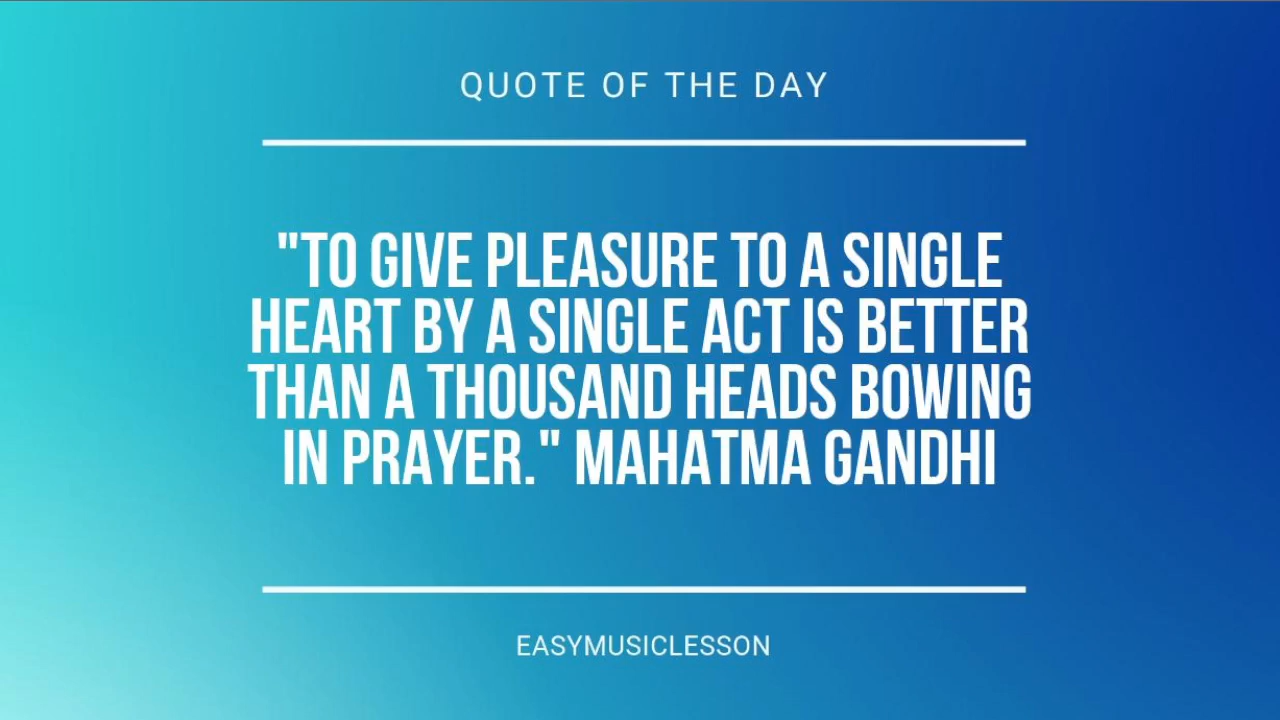 QUOTE OF THE DAY
"TO GIVE PLEASURE TO A SINGLE
HEART BY A SINGLE ACT IS BETTER
THAN A THOUSAND HEADS BOWING
IN PRAYER." MAHATMA GANDHI
EASYMUSICLESSON